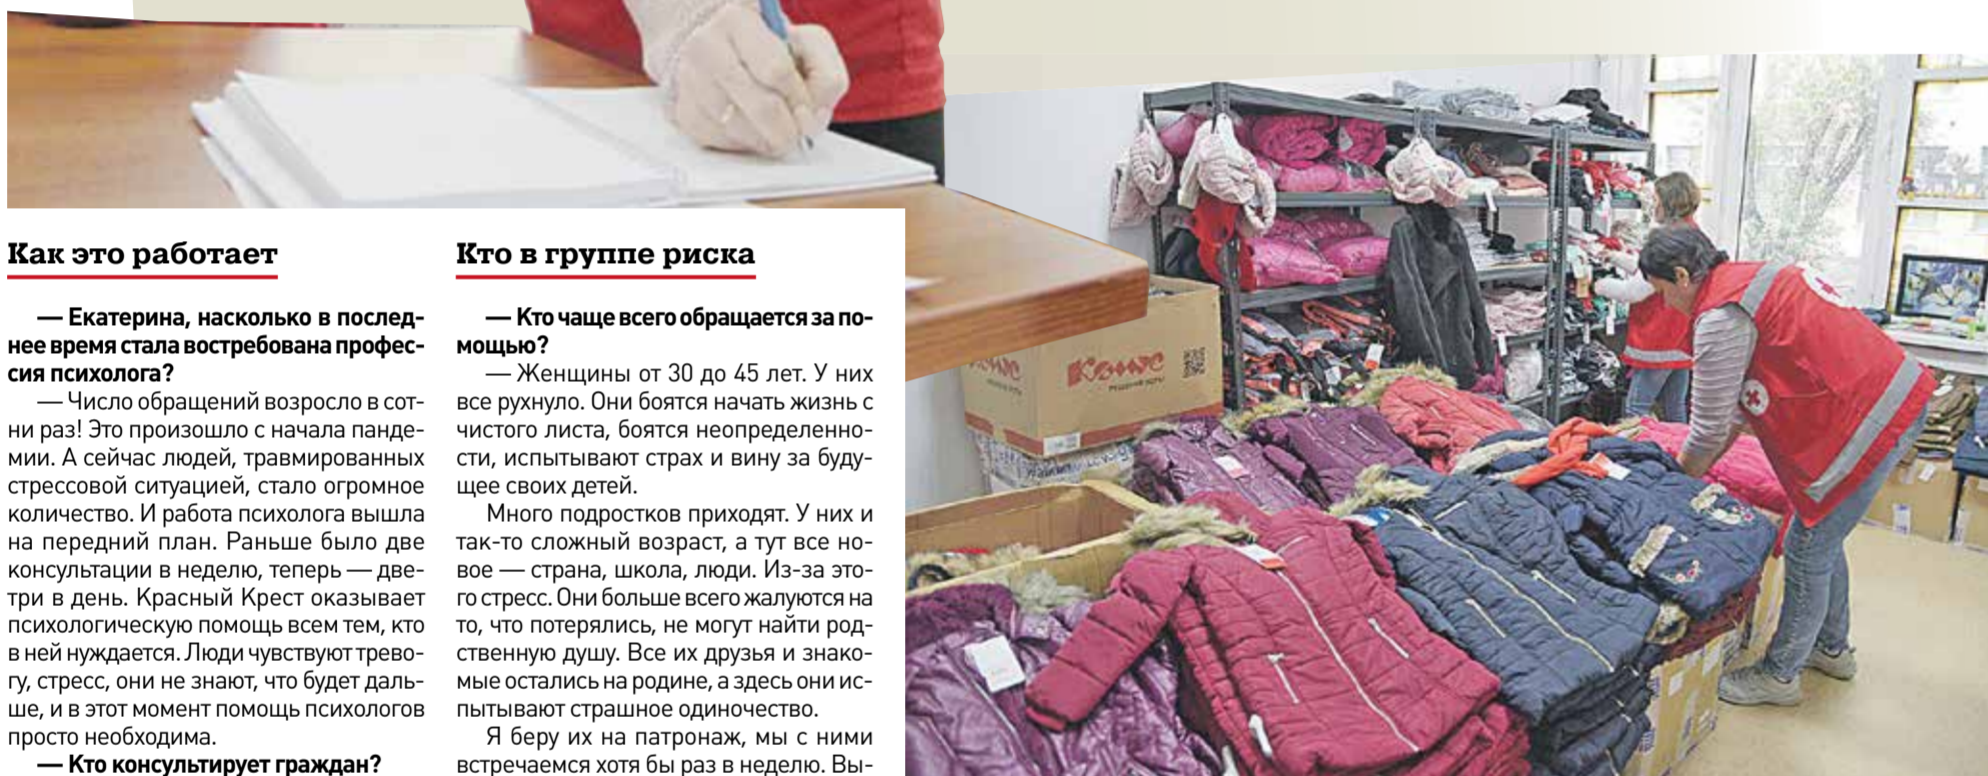 Как это работает
— Екатерина, насколько в послед-
нее время стала востребована профес-
сия психолога?
— Число обращений возросло в сот-
ни раз! Это произошло с начала панде-
мии. А сейчас людей, травмированных
стрессовой ситуацией, стало огромное
количество. И работа психолога вышла
на передний план. Раньше было две
консультации в неделю, теперь — две-
три в день. Красный Крест оказывает
психологическую помощь всем тем, кто
в ней нуждается. Люди чувствуют трево-
гу, стресс, они не знают, что будет даль-
ше, и в этот момент помощь психологов
просто необходима.
— Кто консультирует граждан?
Кто в группе риска
— Кто чаще всего обращается за по-
мощью?
— Женщины от 30 до 45 лет. У них
все рухнуло. Они боятся начать жизнь с
чистого листа, боятся неопределенно-
сти, испытывают страх и вину за буду-
щее своих детей.
Много подростков приходят. У них и
так-то сложный возраст, а тут все но-
вое — страна, школа, люди. Из-за это-
го стресс. Они больше всего жалуются на
то, что потерялись, не могут найти род-
ственную душу. Все их друзья и знако-
мые остались на родине, а здесь они ис-
пытывают страшное одиночество.
Я беру их на патронаж, мы с ними
встречаемся хотя бы раз в неделю. Вы-
Комус